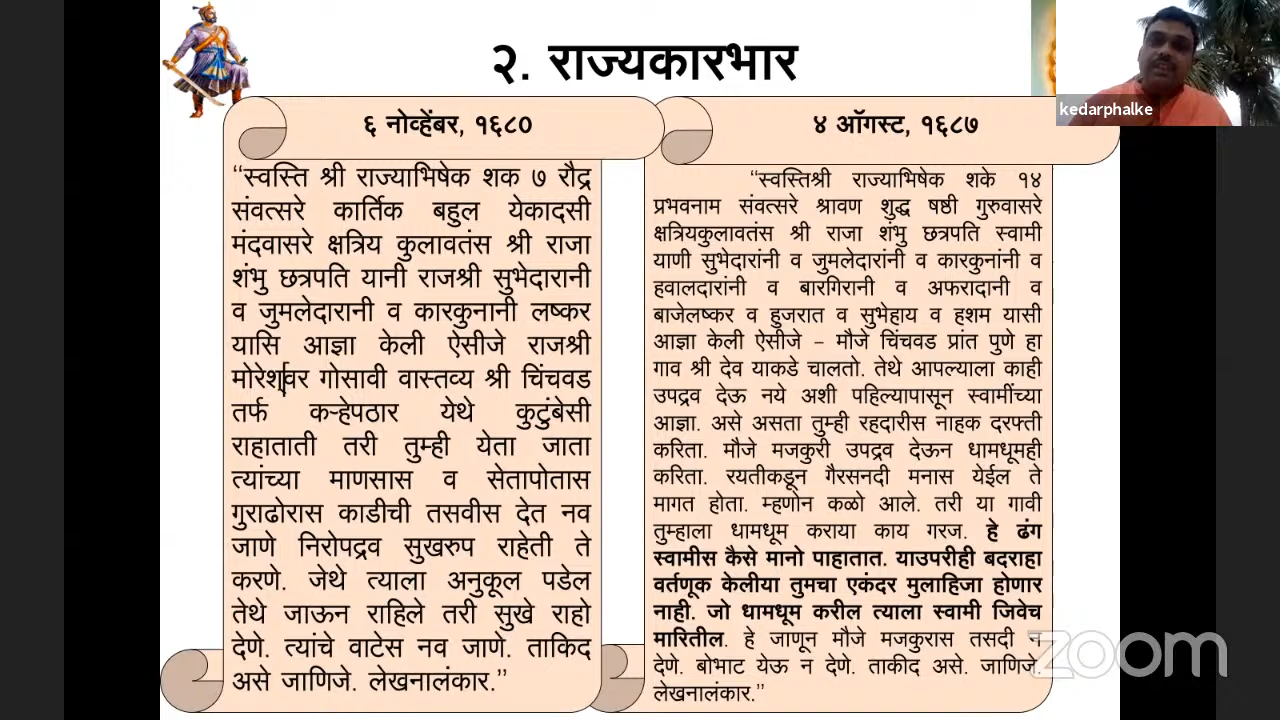 २. राज्यकारभार
kedarphalke
६ नोव्हेंबर, १६८०
“स्वस्ति श्री राज्याभिषेक शक ७ रौद्र
संवत्सरे कार्तिक बहुल येकादसी
मंदवासरे क्षत्रिय कुलावतंस श्री राजा
शंभु छत्रपति यानी राजश्री सुभेदारानी
व जुमलेदारानी व कारकुनानी लष्कर
यासि आज्ञा केली ऐसीजे राजश्री
मोरेश्वर गोसावी वास्तव्य श्री चिंचवड
तर्फ कऱ्हेपठार येथे कुटुंबेसी
राहाताती तरी तुम्ही येता जाता
त्यांच्या माणसास व सेतापोतास
गुराढोरास काडीची तसवीस देत नव
जाणे निरोपद्रव सुखरुप राहेती ते
करणे. जेथे त्याला अनुकूल पडेल
तेथे जाऊन राहिले तरी सुखे राहो
देणे. त्यांचे वाटेस नव जाणे. ताकिद
असे जाणिजे. लेखनालंकार.”
४ ऑगस्ट, १६८७
“स्वस्तिश्री राज्याभिषेक शके १४
प्रभवनाम संवत्सरे श्रावण शुद्ध षष्ठी गुरुवासरे
क्षत्रियकुलावतंस श्री राजा शंभु छत्रपति स्वामी
याणी सुभेदारांनी व जुमलेदारांनी व कारकुनांनी व
हवालदारांनी व बारगिरानी व अफरादानी व
बाजेलष्कर व हुजरात व सुभेहाय व हशम यासी
आज्ञा केली ऐसीजे – मौजे चिंचवड प्रांत पुणे हा
गाव श्री देव याकडे चालतो. तेथे आपल्याला काही
उपद्रव देऊ नये अशी पहिल्यापासून स्वामींच्या
आज्ञा. असे असता तुम्ही रहदारीस नाहक दरफ्ती
करिता. मौजे मजकुरी उपद्रव देऊन धामधूमही
करिता. रयतीकडून गैरसनदी मनास येईल ते
मागत होता. म्हणोन कळो आले. तरी या गावी
तुम्हाला धामधूम कराया काय गरज. हे ढंग
स्वामीस कैसे मानो पाहातात. याउपरीही बदराहा
वर्तणूक केलीया तुमचा एकंदर मुलाहिजा होणार
नाही. जो धामधूम करील त्याला स्वामी जिवेच
मारितील. हे जाणून मौजे मजकुरास तसदी न
देणे. बोभाट येऊ न देणे. ताकीद असे. जाणिजे.
लेखनालंकार.”
zoom